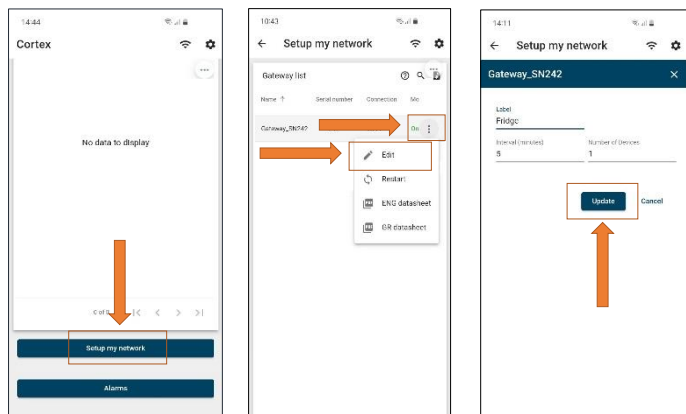 14:44
Cortex
No data to display
0 of 0
Setup my network
Alarms
10:43
Setup my network
Gateway list
Name ↑ Serial number Connection Mo
Gateway_SN242 On
Edit
Restart
ENG datasheet
GR datasheet
14:11
Setup my network
Gateway_SN242
Label
Fridge
Interval (minutes) Number of Devices
5 1
Update Cancel